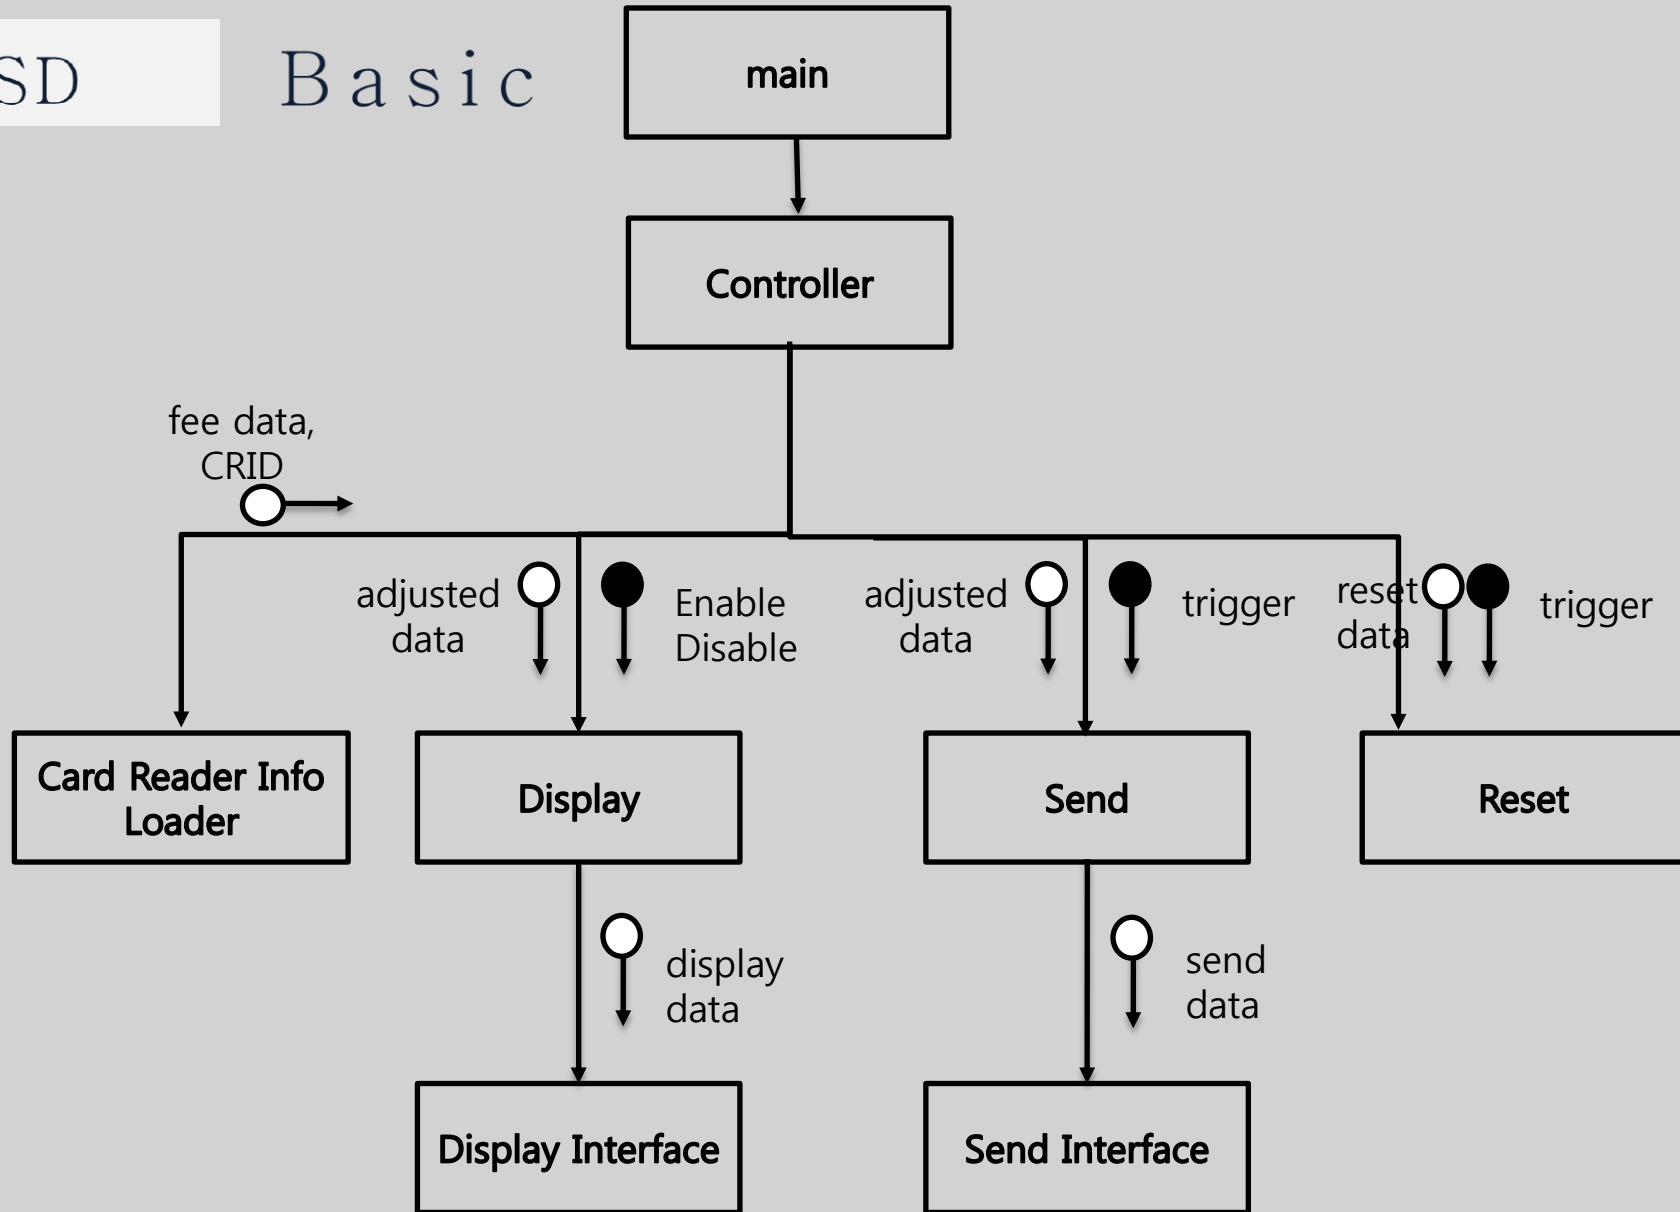 SD Basic
main
Controller
fee data,
CRID
adjusted
data
Enable
Disable
adjusted
data
trigger
reset
data
trigger
Card Reader Info
Loader
Display
Send
Reset
display
data
send
data
Display Interface
Send Interface